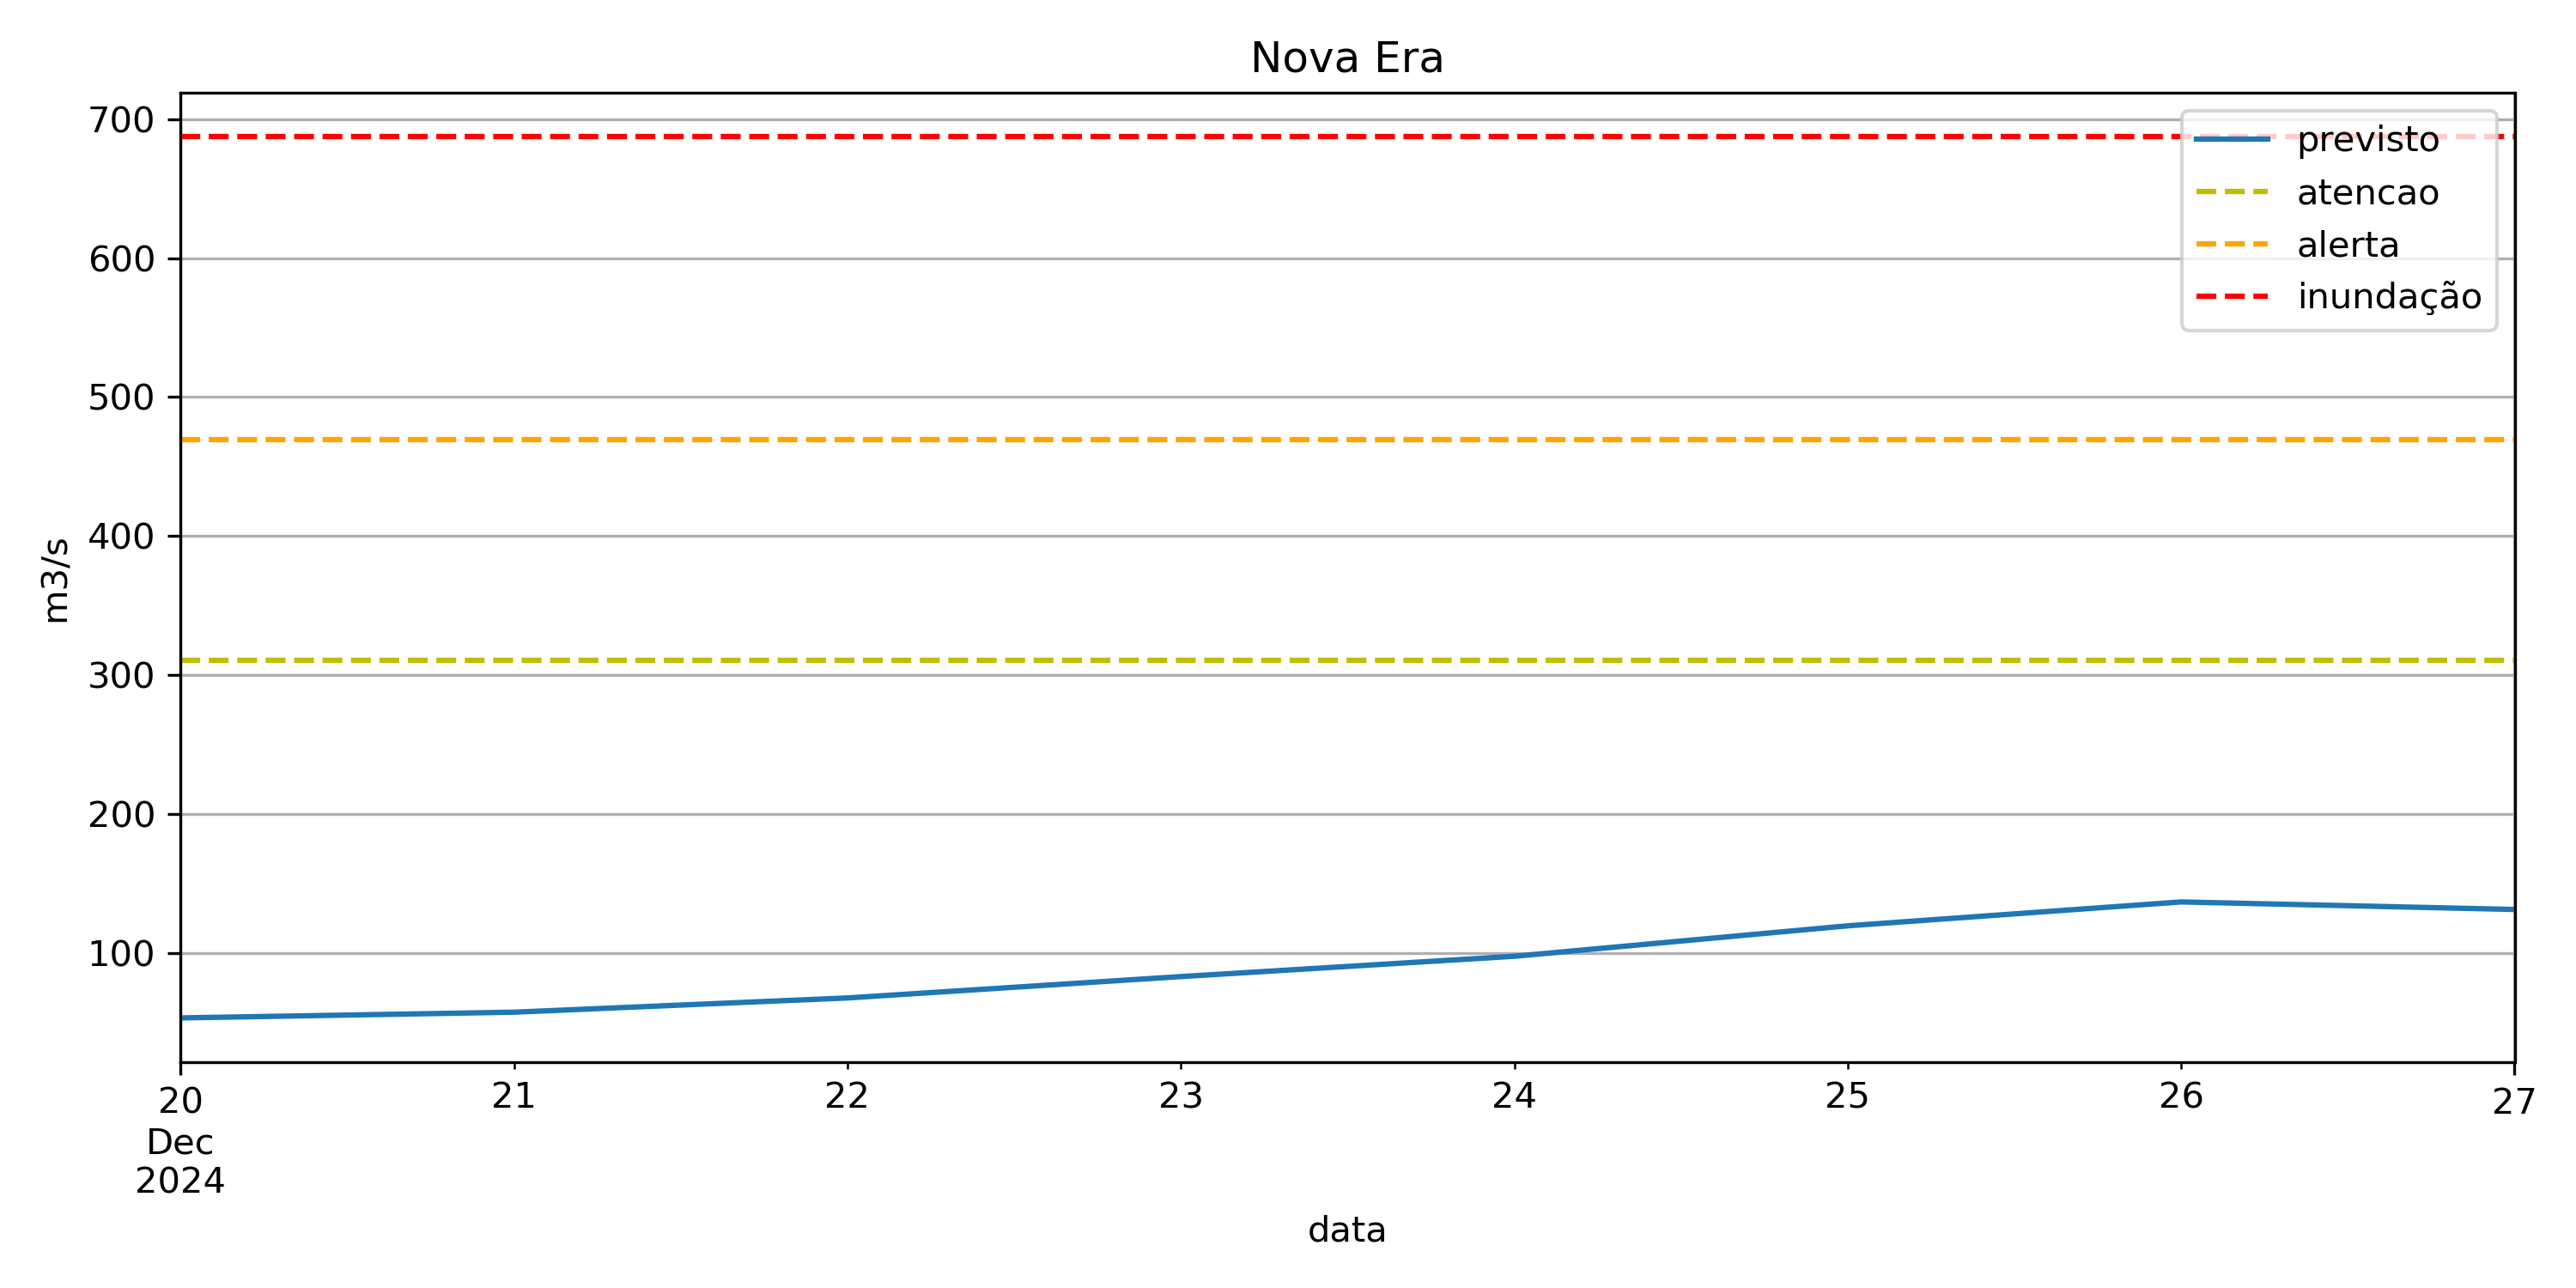 Nova Era
700
600
500
400
300
200
100
m3/s
previsto
atencao
alerta
inundação
20 21 22 23 24 25 26 27
Dec
2024
data